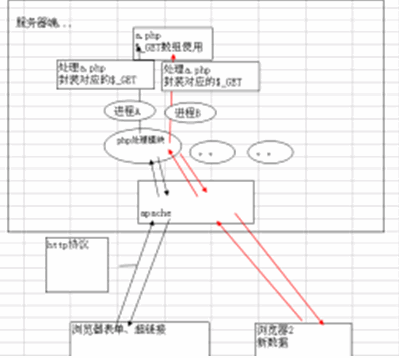 服务器端...
a.php
$_GET数组使用
处理a.php
封装对应的$_GET
处理a.php
封装对应的$_GET
进程A
进程B
php处理模块
。。
。。
apache
http协议
浏览器表单、超链接
浏览器2
新数据